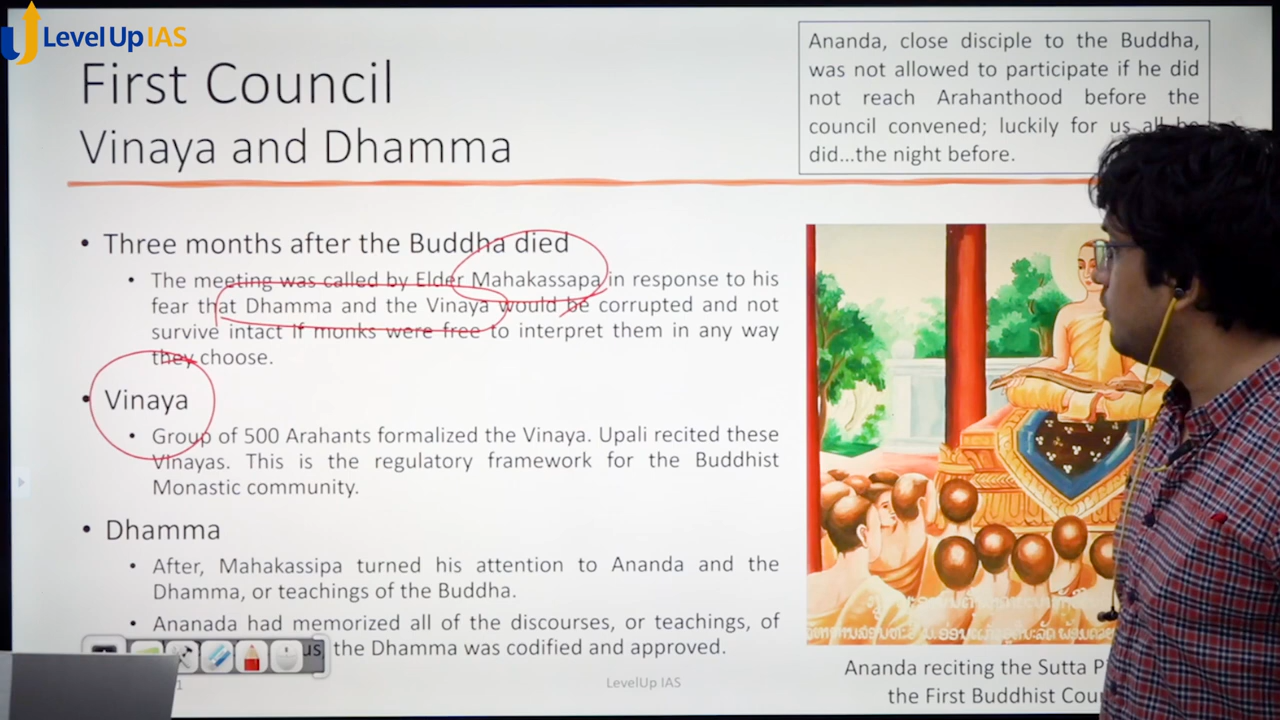 LevelUp IAS
First Council
Vinaya and Dhamma
Ananda, close disciple to the Buddha,
was not allowed to participate if he did
not reach Arahanthood before the
council convened; luckily for us all he
did...the night before.
• Three months after the Buddha died
• The meeting was called by Elder Mahakassapa in response to his
fear that Dhamma and the Vinaya would be corrupted and not
survive intact if monks were free to interpret them in any way
they choose.
• Vinaya
• Group of 500 Arahants formalized the Vinaya. Upali recited these
Vinayas. This is the regulatory framework for the Buddhist
Monastic community.
• Dhamma
• After, Mahakassipa turned his attention to Ananda and the
Dhamma, or teachings of the Buddha.
• Ananada had memorized all of the discourses, or teachings, of
the Dhamma was codified and approved.
Ananda reciting the Sutta
the First Buddhist
LevelUp IAS